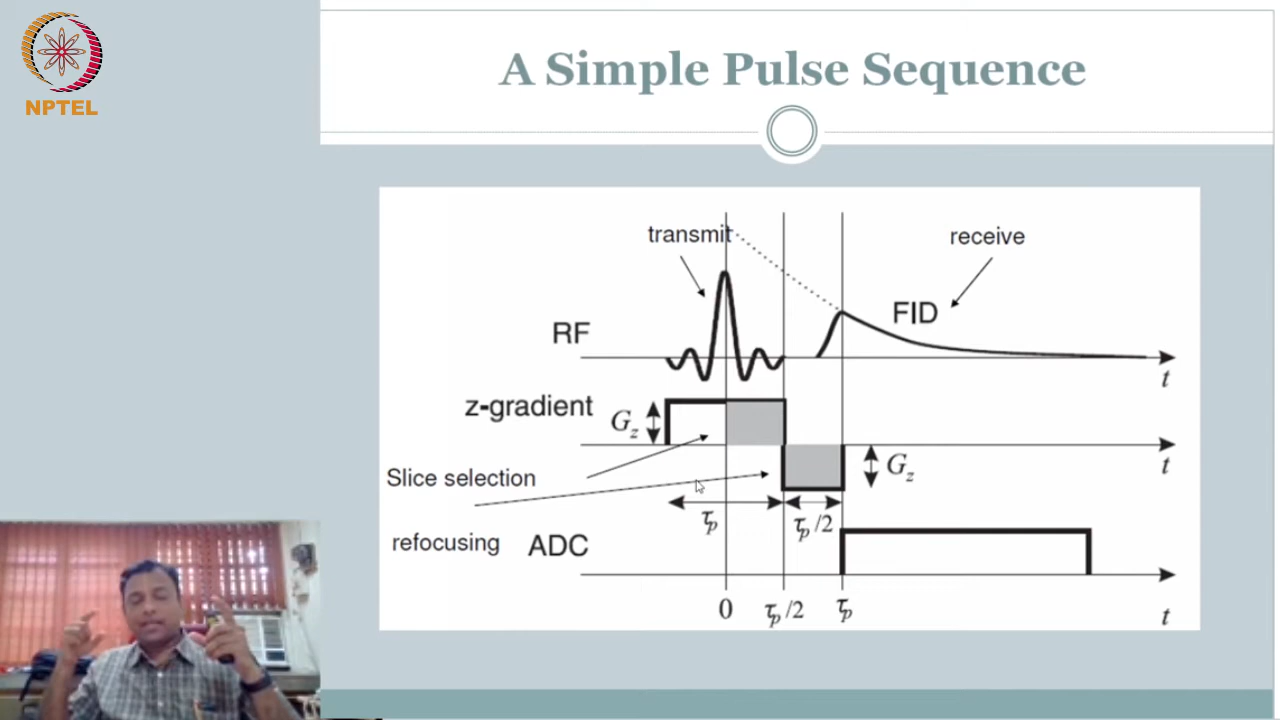 NPTEL
A Simple Pulse Sequence
transmit
receive
RF
FID
t
z-gradient
G_z
t
G_z
Slice selection
τ_p
τ_p/2
refocusing
ADC
0
τ_p/2
τ_p
t